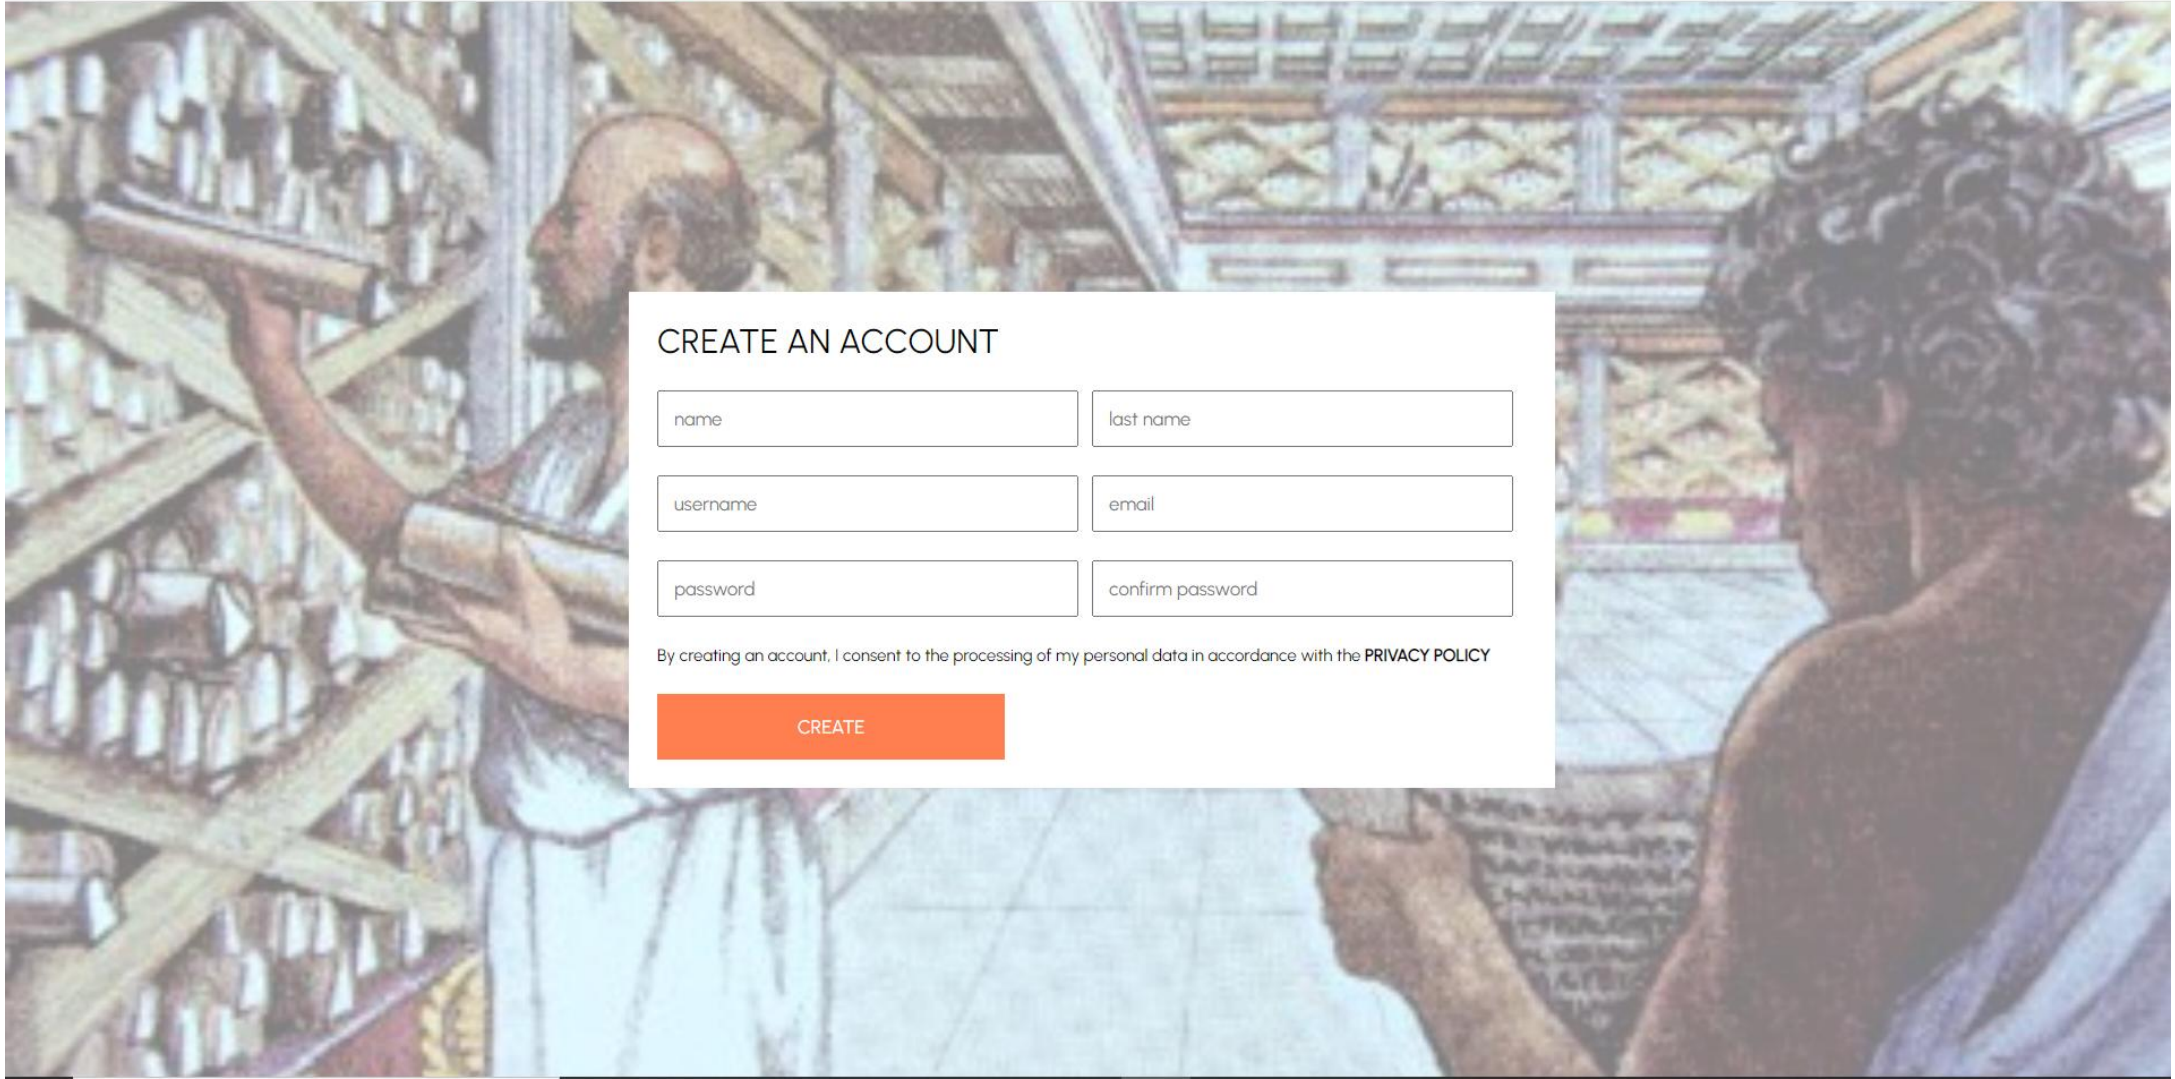 CREATE AN ACCOUNT
name
last name
username
email
password
confirm password
By creating an account, I consent to the processing of my personal data in accordance with the PRIVACY POLICY
CREATE